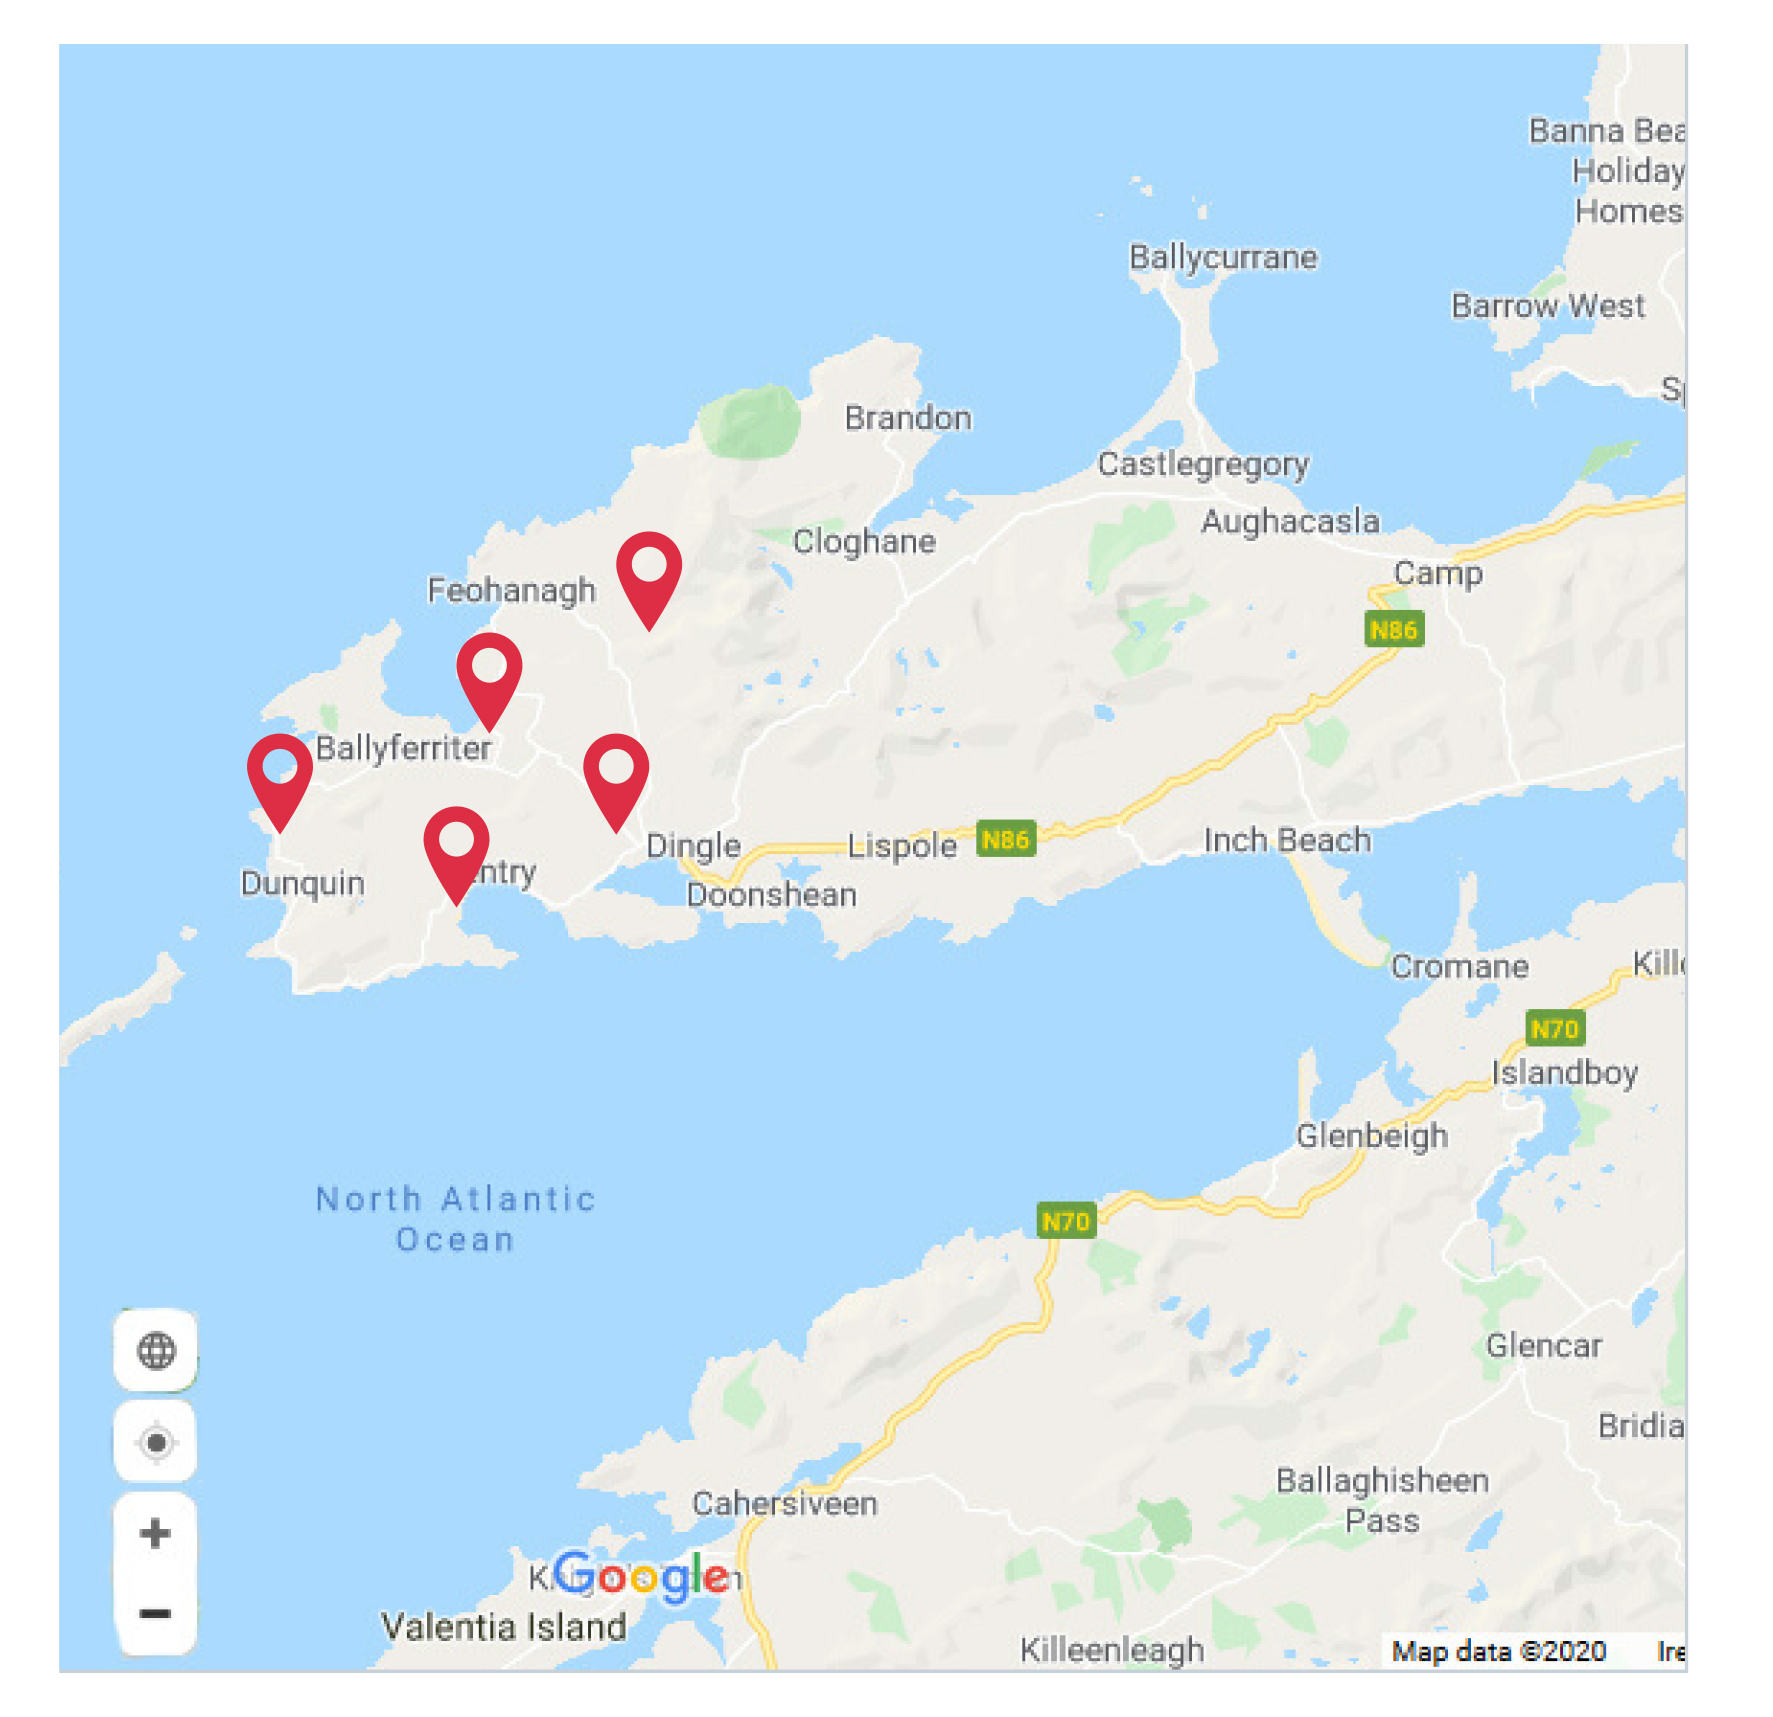 Banna Bea
Holiday
Homes
Ballycurrane
Barrow West
Sp
Brandon
Castlegregory
Aughacasla
Cloghane
Camp
Feohanagh
N86
Ballyferriter
Dingle
Lispole
N86
Inch Beach
ntry
Dunquin
Doonshean
Cromane
Kill
N70
Islandboy
Glenbeigh
North Atlantic
Ocean
N70
Glencar
Bridia
Ballaghisheen
Pass
Cahersiveen
Google
Valentia Island
Killeenleagh
Map data ©2020
Ire